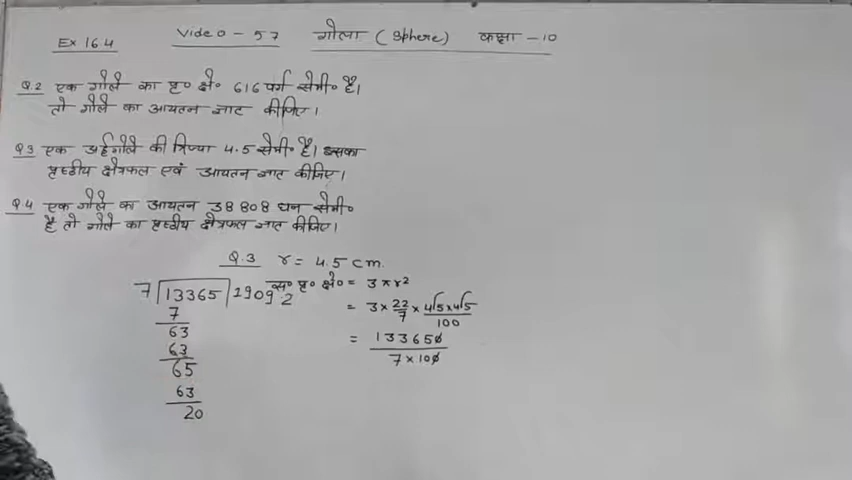 Ex 16.4 Video - 57 गोला (Sphere) कक्षा -10
Q.2 एक गोले का पृ० क्षे० 616 वर्ग सेमी० है।
तो गोले का आयतन ज्ञात कीजिए।
Q.3 एक अर्द्धगोले की त्रिज्या 4.5 सेमी० है। इसका
पृष्ठीय क्षेत्रफल एवं आयतन ज्ञात कीजिए।
Q.4 एक गोले का आयतन 38808 घन सेमी०
है तो गोले का पृष्ठीय क्षेत्रफल ज्ञात कीजिए।
Q.3 r = 4.5 cm.
स० पृ० क्षे० = 3πr²
= 3 × 22/7 × 45×45/100
= 133650/7 × 100
7 | 13365 | 19092
7
63
63
65
63
20